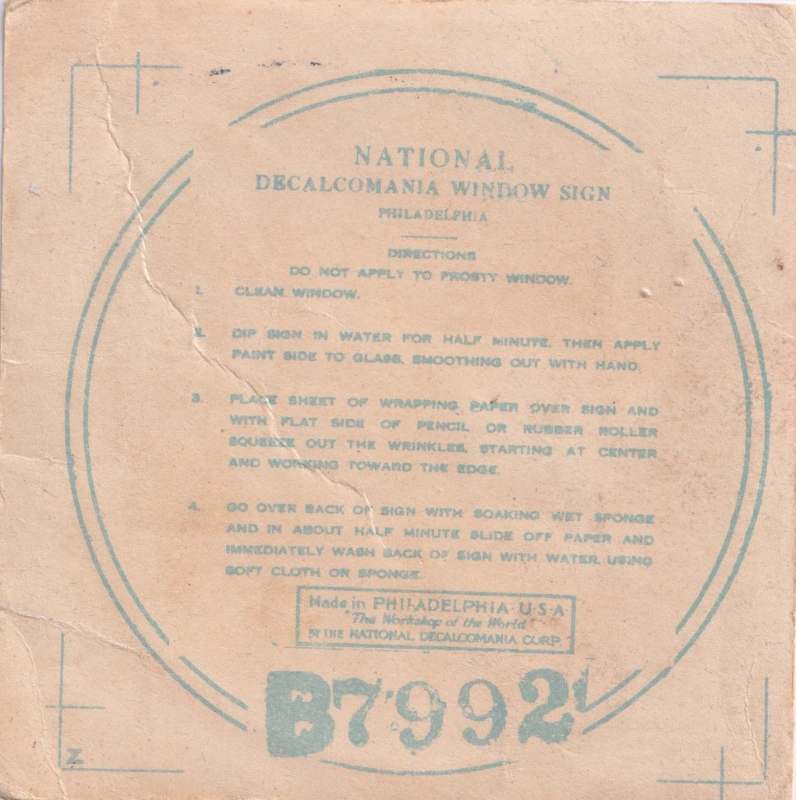 NATIONAL
DECALCOMANIA WINDOW SIGN
PHILADELPHIA
DIRECTIONS
DO NOT APPLY TO FROSTY WINDOW.
1. CLEAN WINDOW.
2. DIP SIGN IN WATER FOR HALF MINUTE, THEN APPLY
PAINT SIDE TO GLASS, SMOOTHING OUT WITH HAND.
3. PLACE SHEET OF WRAPPING PAPER OVER SIGN AND
WITH FLAT SIDE OF PENCIL OR RUBBER ROLLER
SQUEEZE OUT THE WRINKLES, STARTING AT CENTER
AND WORKING TOWARD THE EDGE.
4. GO OVER BACK OF SIGN WITH SOAKING WET SPONGE
AND IN ABOUT HALF MINUTE SLIDE OFF PAPER AND
IMMEDIATELY WASH BACK OF SIGN WITH WATER, USING
SOFT CLOTH OR SPONGE.
Made in PHILADELPHIA U·S·A
"The Workshop of the World"
BY THE NATIONAL DECALCOMANIA CORP.
B7992
Z